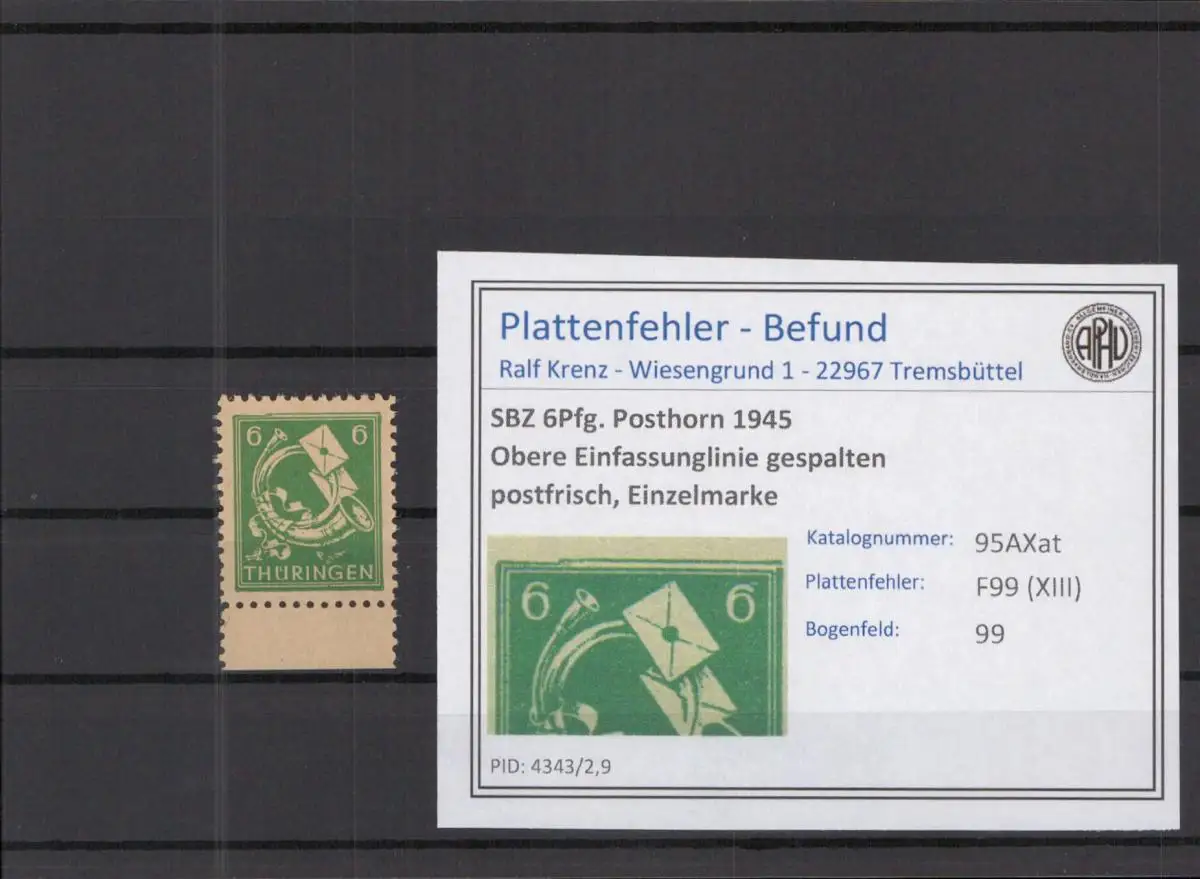 6 6
THÜRINGEN
Plattenfehler - Befund
Ralf Krenz - Wiesengrund 1 - 22967 Tremsbüttel
APHV
SBZ 6Pfg. Posthorn 1945
Obere Einfassunglinie gespalten
postfrisch, Einzelmarke
6 6
Katalognummer: 95AXat
Plattenfehler: F99 (XIII)
Bogenfeld: 99
PID: 4343/2,9